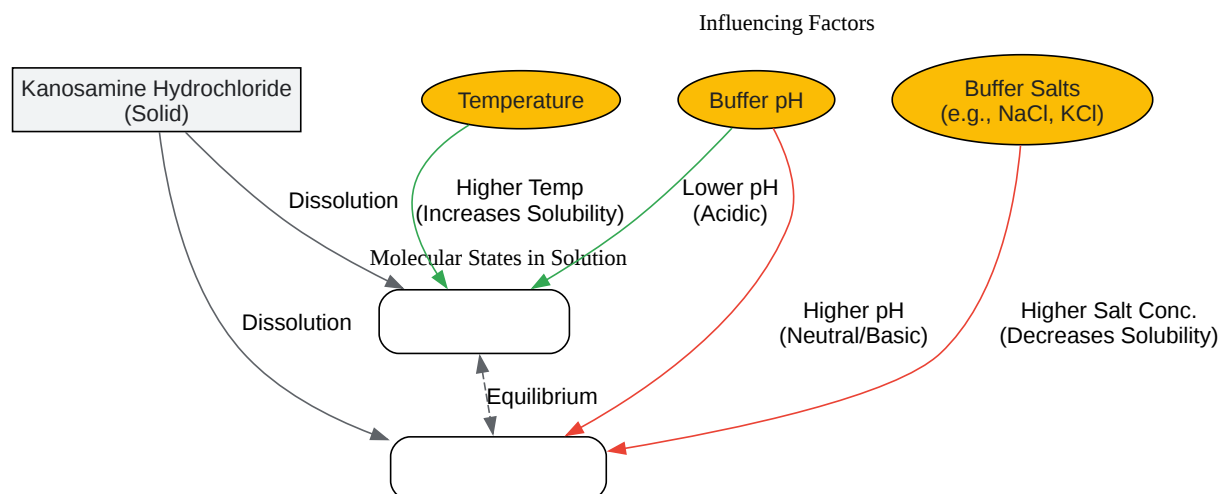 Influencing Factors
Kanosamine Hydrochloride
(Solid)
Temperature
Buffer pH
Buffer Salts
(e.g., NaCl, KCl)
Dissolution
Higher Temp
(Increases Solubility)
Lower pH
(Acidic)
Molecular States in Solution
Dissolution
Higher pH
(Neutral/Basic)
Higher Salt Conc.
(Decreases Solubility)
Equilibrium